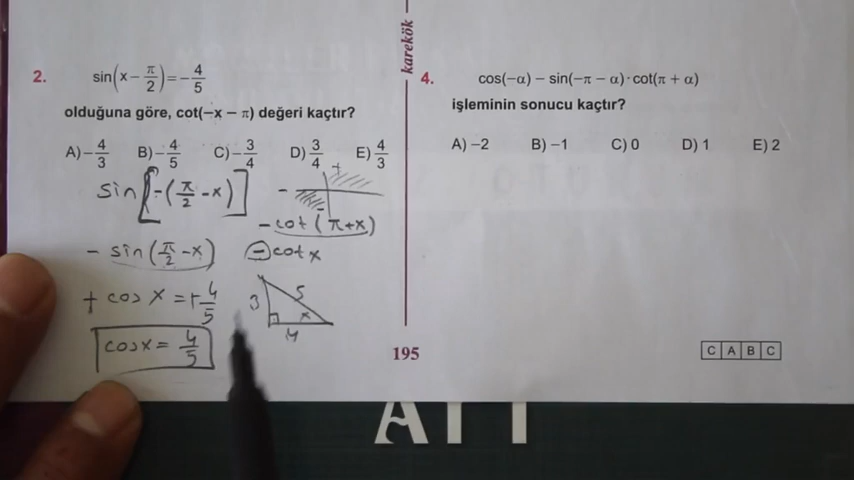 2. sin(x − π/2) = −4/5
olduğuna göre, cot(−x − π) değeri kaçtır?
A) −4/3 B) −4/5 C) −3/4 D) 3/4 E) 4/3
sin[−(π/2 − x)]
− +
−
− cot(π + x)
− sin(π/2 − x) − cot x
+ cos x = + 4/5
3 5 x 4
cos x = 4/5
karekök
195
4. cos(−α) − sin(−π − α) · cot(π + α)
işleminin sonucu kaçtır?
A) −2 B) −1 C) 0 D) 1 E) 2
C A B C